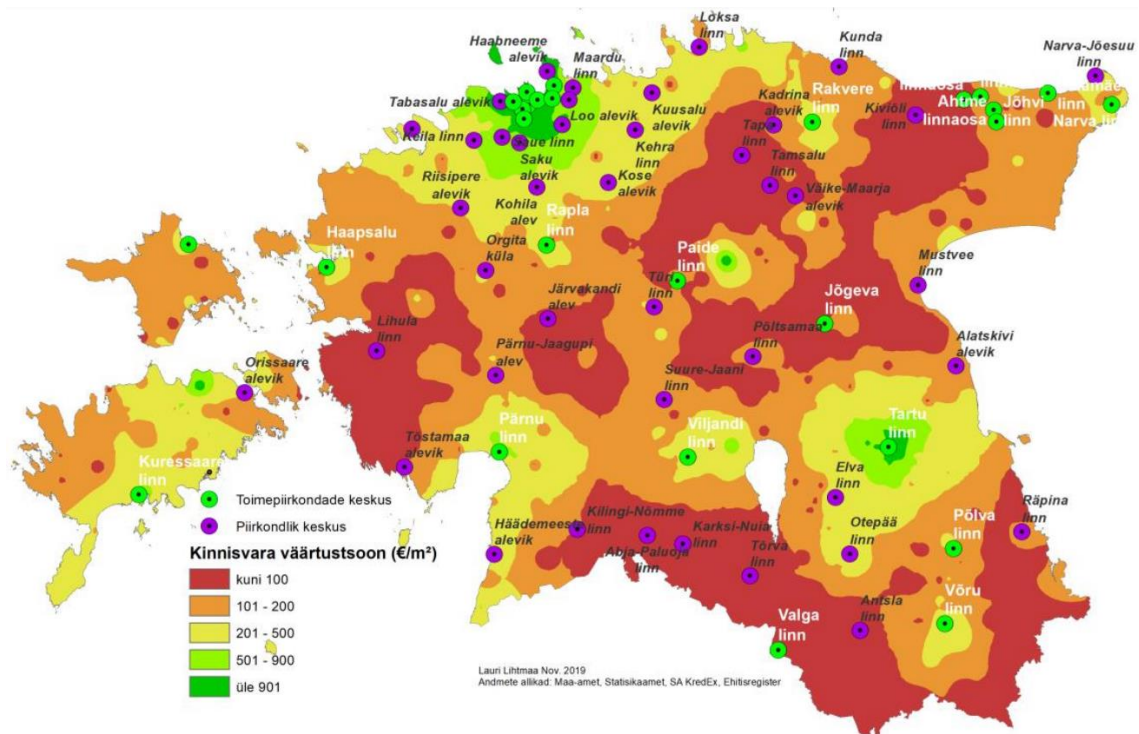 Loksa
linn
Haabneeme
alevik
Maardu
linn
Kunda
linn
Narva-Jõesuu
linn
Tabasalu alevik
Kuusalu
alevik
Kadrina
alevik
Rakvere
linn
linnaosa
Ahtme
linnaosa
Jõhvi
linn
linn
Kiviõli
linn
Loo alevik
Keila linn
Saue linn
Kehra
linn
Tapa
linn
Saku
alevik
Kose
alevik
Tamsalu
linn
Väike-Maarja
alevik
Riisipere
alevik
Kohila
alev
Rapla
linn
Haapsalu
linn
Orgita
küla
Paide
linn
Türi
linn
Mustvee
linn
Järvakandi
alev
Jõgeva
linn
Lihula
linn
Pärnu-Jaagupi
alev
Põltsamaa
linn
Alatskivi
alevik
Orissaare
alevik
Suure-Jaani
linn
Pärnu
linn
Viljandi
linn
Tartu
linn
Tõstamaa
alevik
Kuressaare
linn
Elva
linn
Räpina
linn
Häädemeeste
alevik
Kilingi-Nõmme
linn
Karksi-Nuia
linn
Abja-Paluoja
linn
Otepää
linn
Põlva
linn
Tõrva
linn
Valga
linn
Antsla
linn
Võru
linn
Toimepiirkondade keskus
Piirkondlik keskus
Kinnisvara väärtustsoon (€/m²)
kuni 100
101 - 200
201 - 500
501 - 900
üle 901
Lauri Lihtmaa Nov. 2019
Andmete allikad: Maa-amet, Statisikaamet, SA KredEx, Ehitisregister